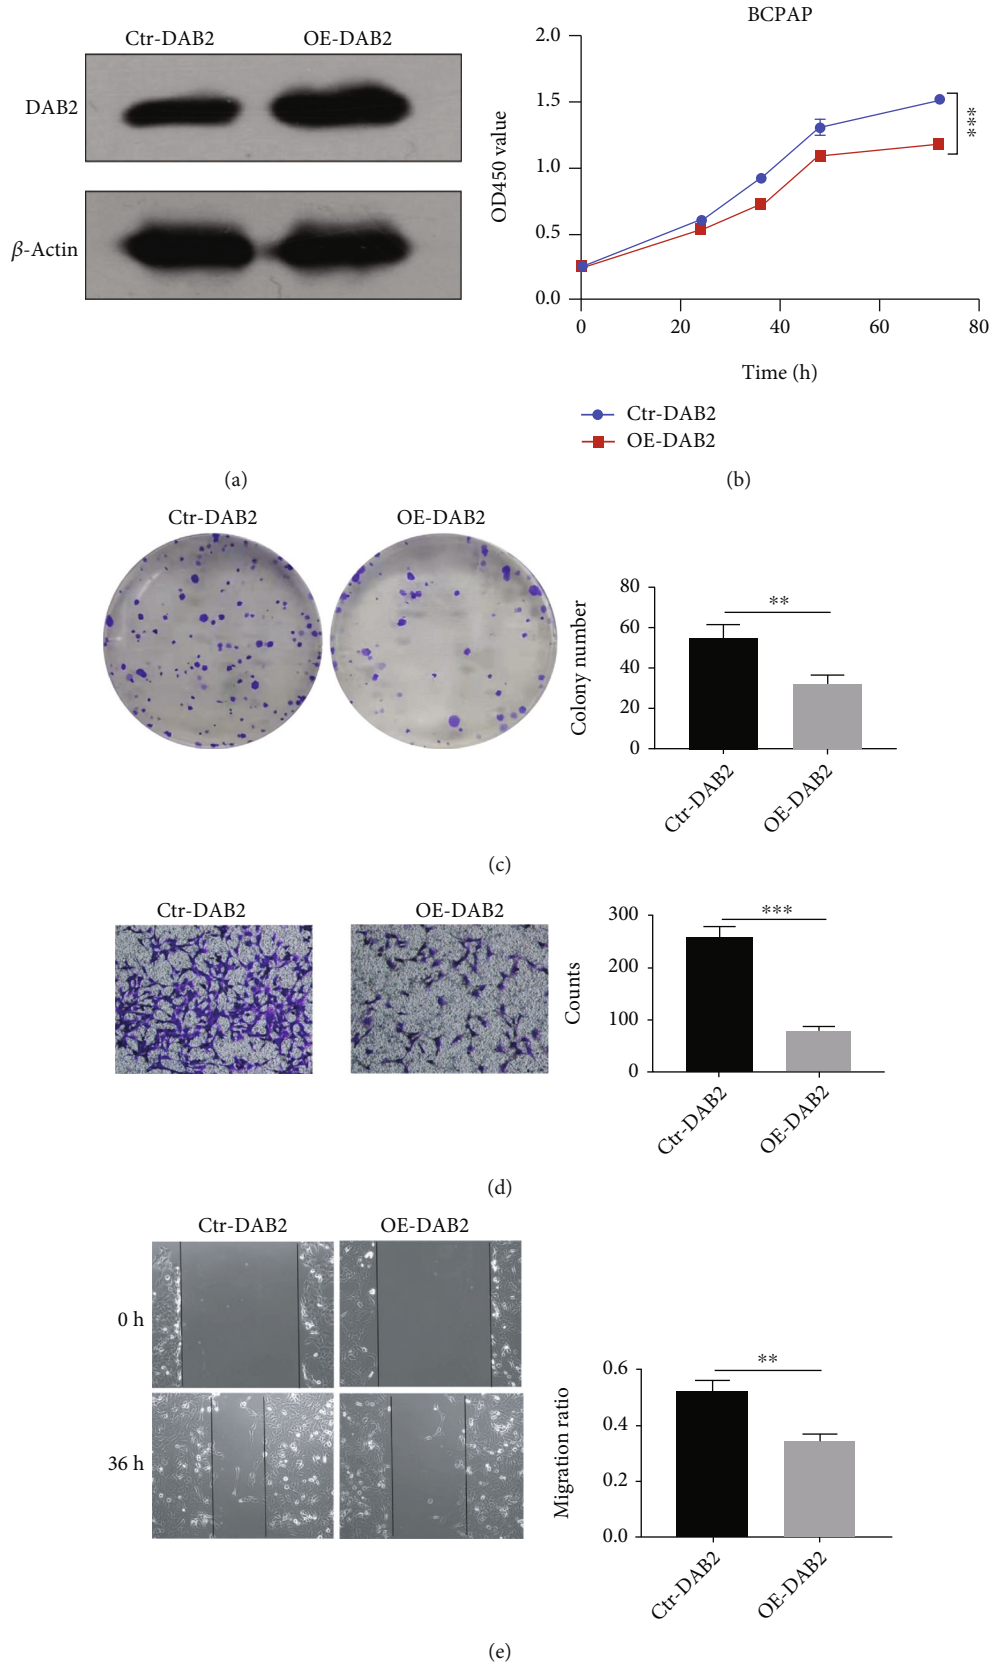 Ctr-DAB2 OE-DAB2
DAB2
β-Actin
(a)
BCPAP
2.0
1.5
1.0
0.5
0.0
OD450 value
0 20 40 60 80
Time (h)
***
Ctr-DAB2
OE-DAB2
(b)
Ctr-DAB2 OE-DAB2
80
60
40
20
0
Colony number
**
Ctr-DAB2
OE-DAB2
(c)
Ctr-DAB2 OE-DAB2
300
200
100
0
Counts
***
Ctr-DAB2
OE-DAB2
(d)
Ctr-DAB2 OE-DAB2
0 h
36 h
0.6
0.4
0.2
0.0
Migration ratio
**
Ctr-DAB2
OE-DAB2
(e)